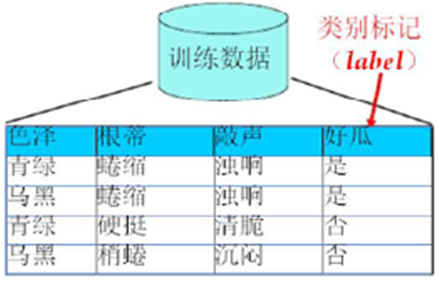 训练数据
类别标记
（label）
色泽 根蒂 敲声 好瓜
青绿 蜷缩 浊响 是
乌黑 蜷缩 浊响 是
青绿 硬挺 清脆 否
乌黑 稍蜷 沉闷 否